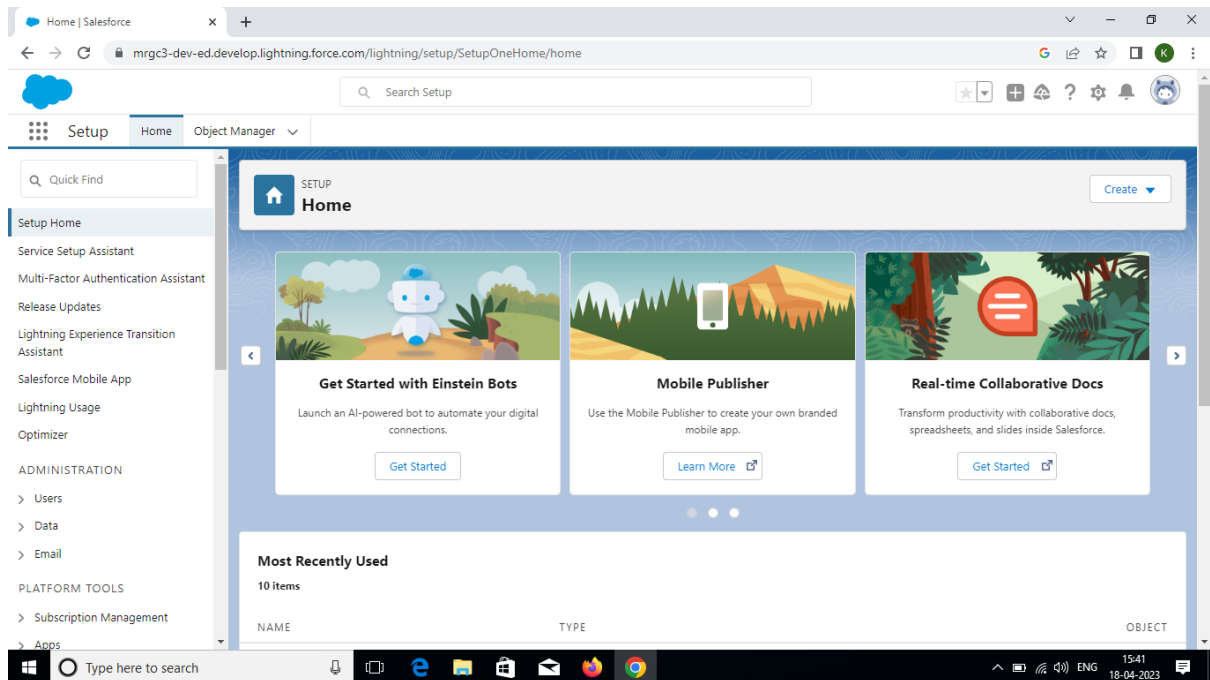 Home | Salesforce
mrgc3-dev-ed.develop.lightning.force.com/lightning/setup/SetupOneHome/home
G
K
Search Setup
Setup
Home
Object Manager
Quick Find
Setup Home
Service Setup Assistant
Multi-Factor Authentication Assistant
Release Updates
Lightning Experience Transition
Assistant
Salesforce Mobile App
Lightning Usage
Optimizer
ADMINISTRATION
Users
Data
Email
PLATFORM TOOLS
Subscription Management
Apps
SETUP
Home
Create
Get Started with Einstein Bots
Launch an AI-powered bot to automate your digital
connections.
Get Started
Mobile Publisher
Use the Mobile Publisher to create your own branded
mobile app.
Learn More
Real-time Collaborative Docs
Transform productivity with collaborative docs,
spreadsheets, and slides inside Salesforce.
Get Started
Most Recently Used
10 items
NAME TYPE OBJECT
Type here to search
ENG
15:41
18-04-2023